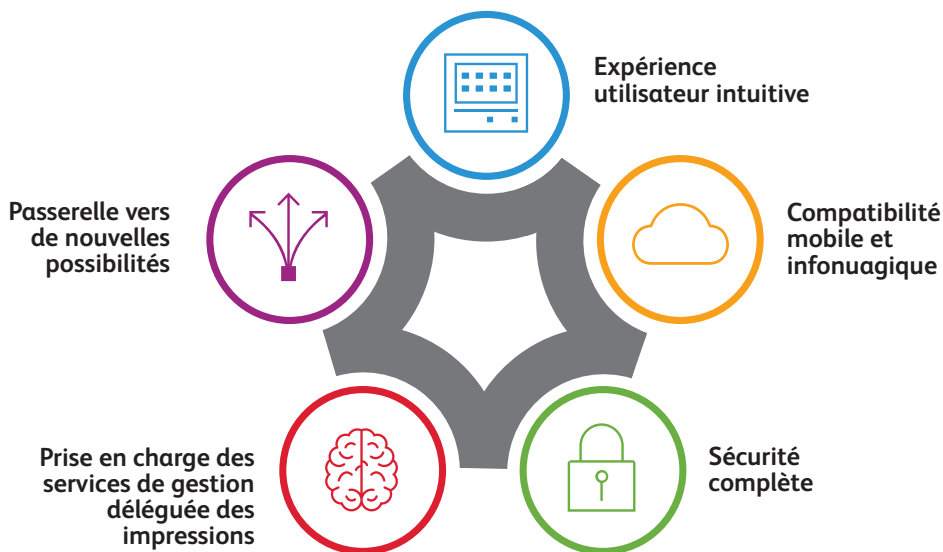 Expérience
utilisateur intuitive
Passerelle vers
de nouvelles
possibilités
Compatibilité
mobile et
infonuagique
Prise en charge des
services de gestion
déléguée des
impressions
Sécurité
complète